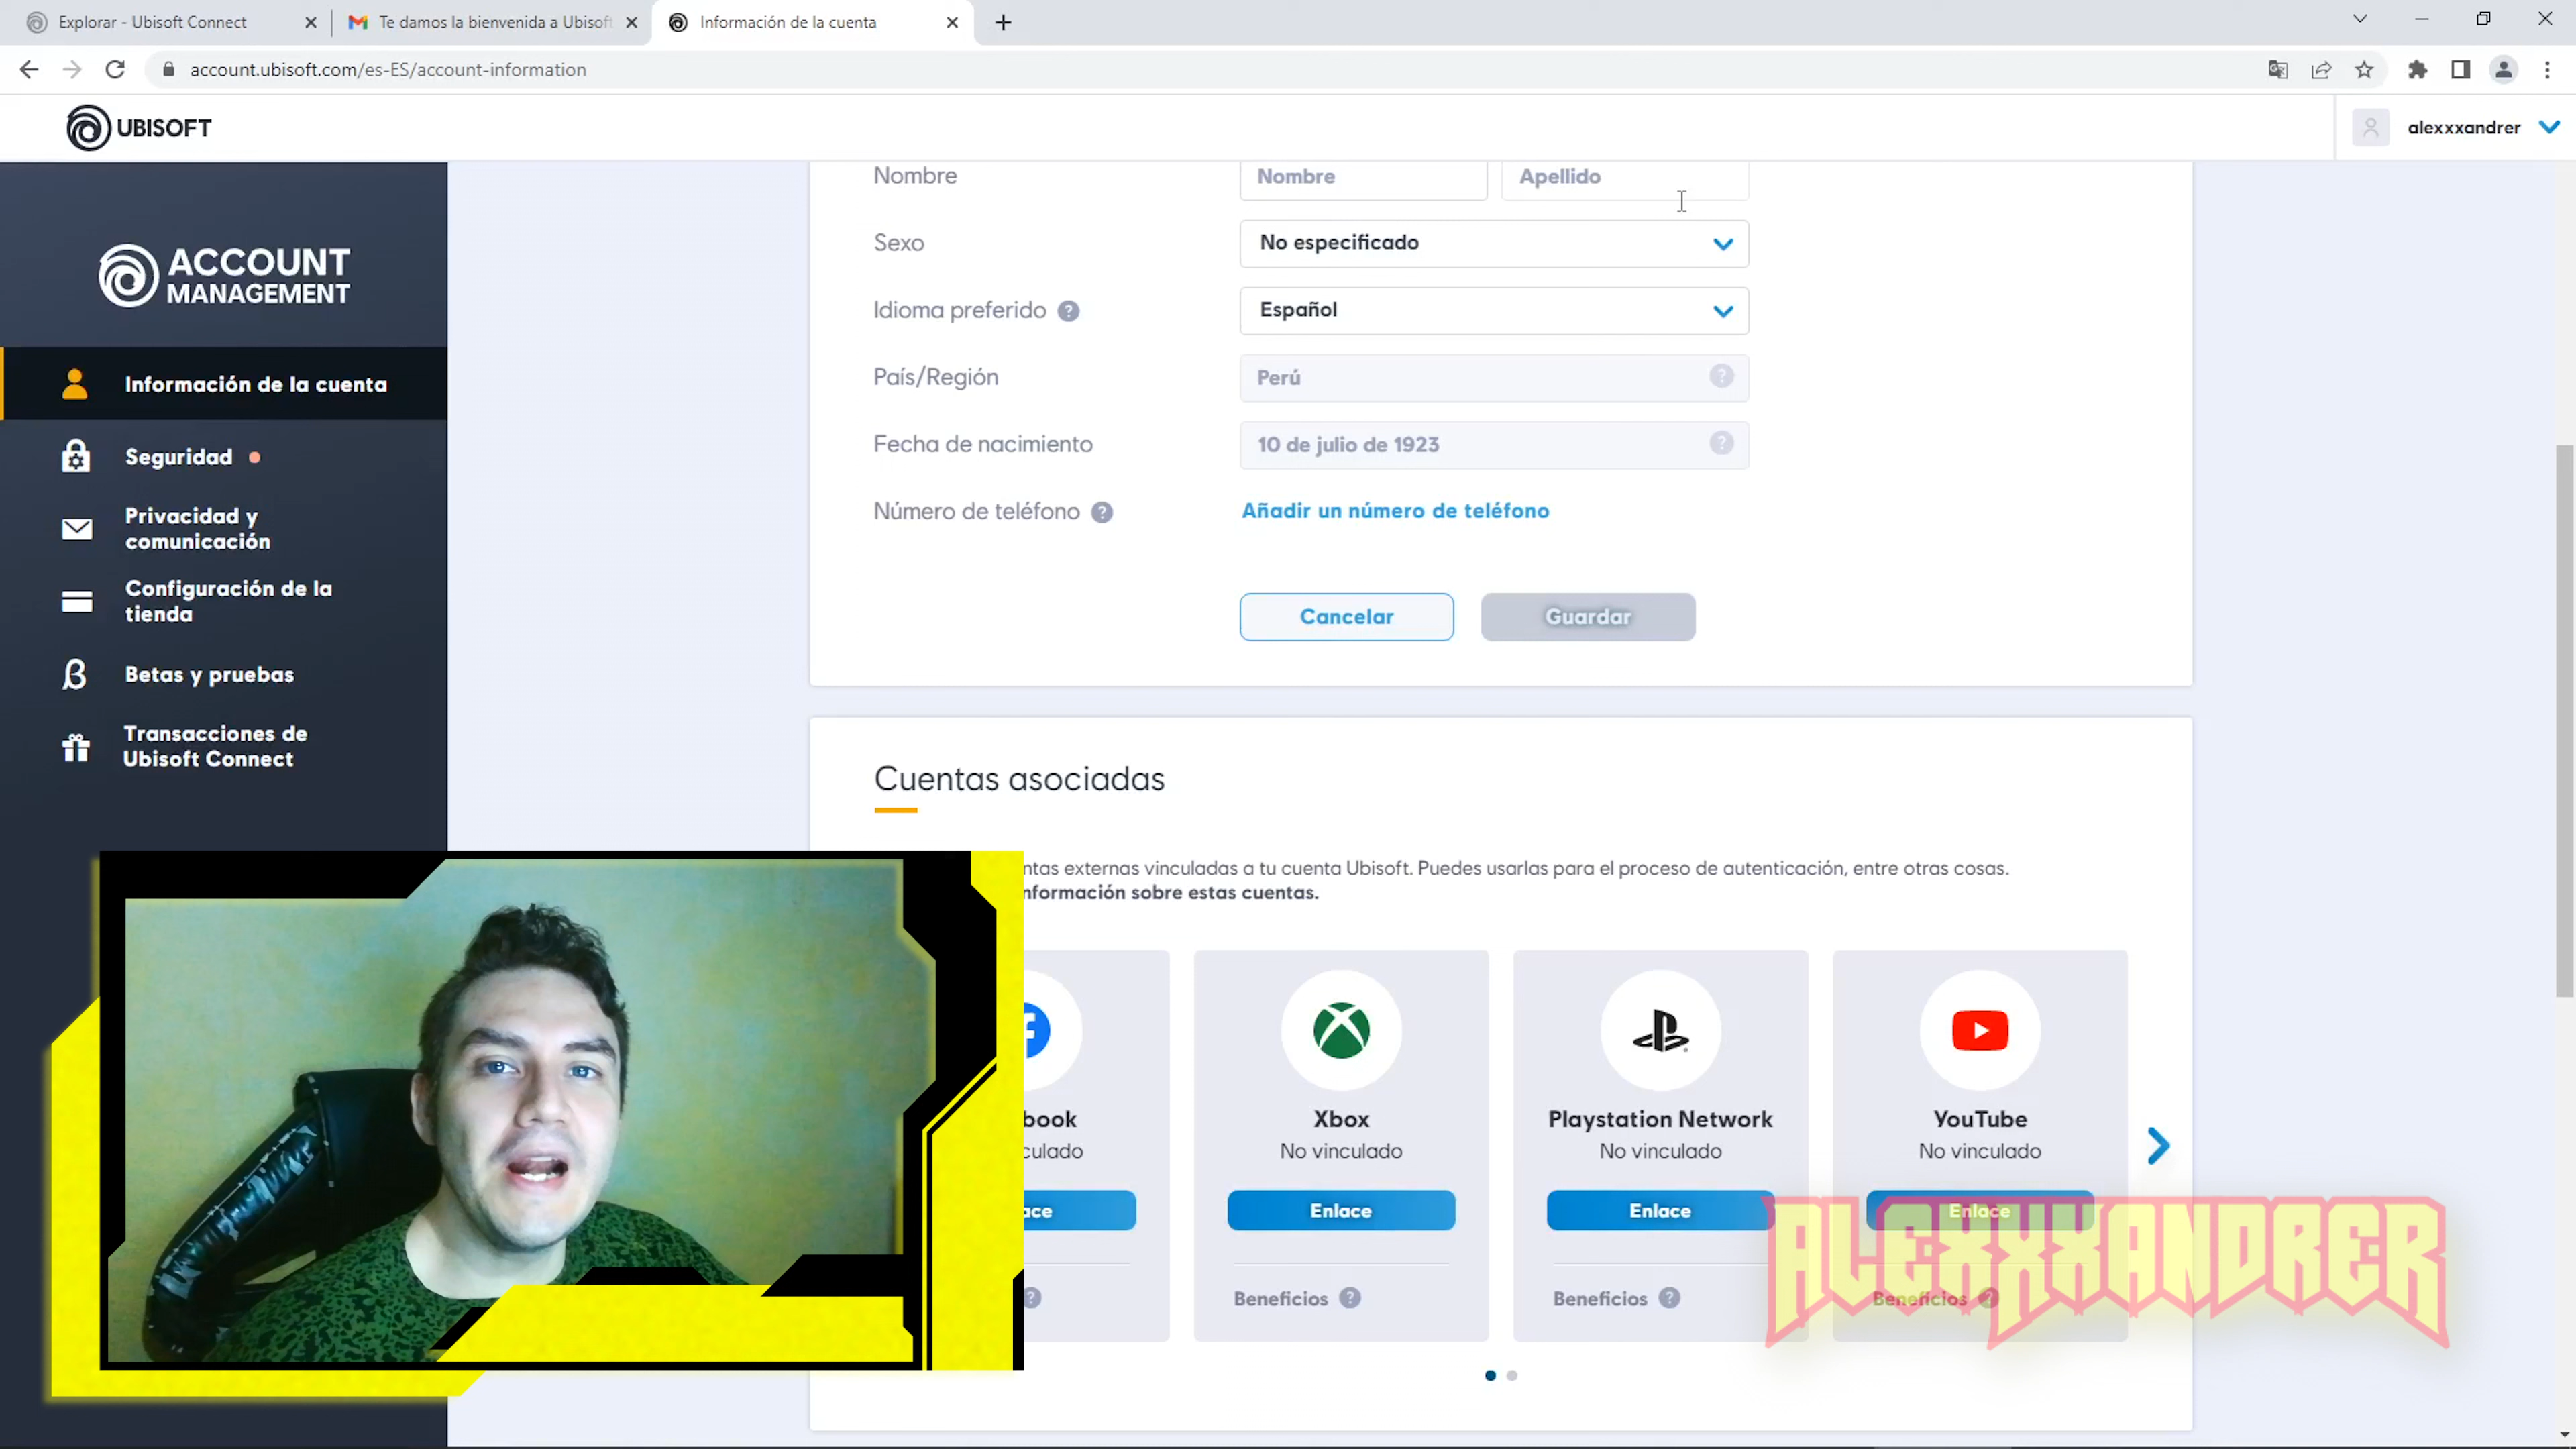 Explorar - Ubisoft Connect
Te damos la bienvenida a Ubisoft
Información de la cuenta
account.ubisoft.com/es-ES/account-information
UBISOFT
alexxxandrer
ACCOUNT
MANAGEMENT
Información de la cuenta
Seguridad
Privacidad y
comunicación
Configuración de la
tienda
Betas y pruebas
Transacciones de
Ubisoft Connect
Nombre
Nombre
Apellido
Sexo
No especificado
Idioma preferido ?
Español
País/Región
Perú ?
Fecha de nacimiento
10 de julio de 1923 ?
Número de teléfono ?
Añadir un número de teléfono
Cancelar
Guardar
Cuentas asociadas
ntas externas vinculadas a tu cuenta Ubisoft. Puedes usarlas para el proceso de autenticación, entre otras cosas.
nformación sobre estas cuentas.
book
culado
ace
?
Xbox
No vinculado
Enlace
Beneficios ?
Playstation Network
No vinculado
Enlace
Beneficios ?
YouTube
No vinculado
Enlace
Beneficios ?
ALEXXXANDRER